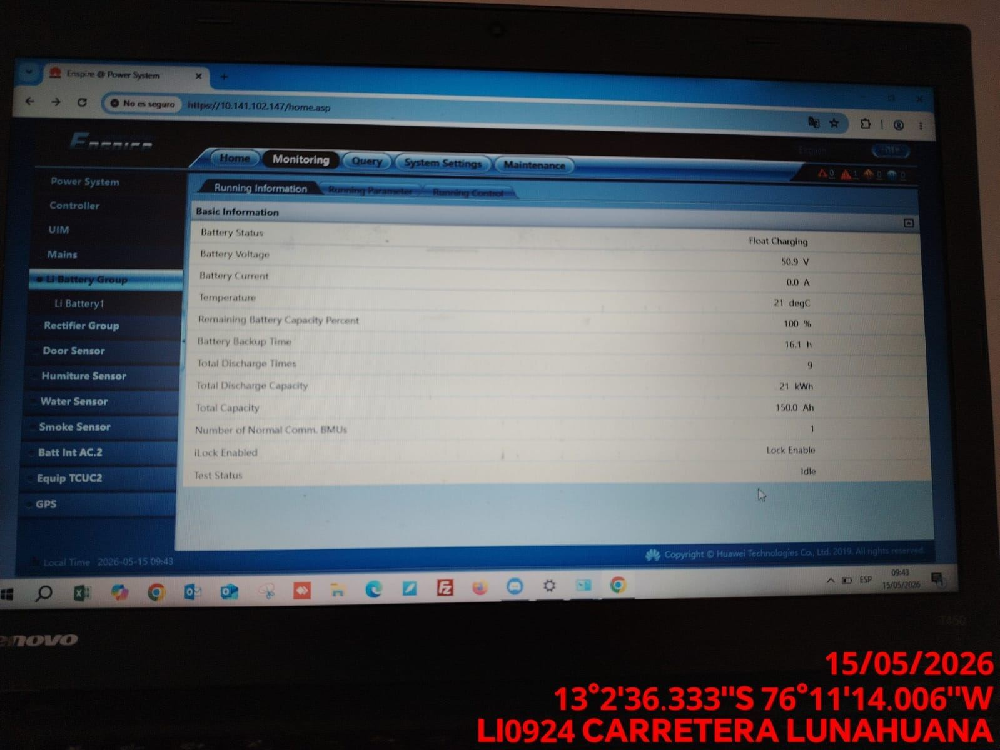 Enspire @ Power System
No es seguro https://10.141.102.147/home.asp
Home Monitoring Query System Settings Maintenance
English
0 1 0 0
Running Information Running Parameter Running Control
Power System
Controller
UIM
Mains
Li Battery Group
Li Battery1
Rectifier Group
Door Sensor
Humiture Sensor
Water Sensor
Smoke Sensor
Batt Int AC.2
Equip TCUC2
GPS
Basic Information
Battery Status Float Charging
Battery Voltage 50.9 V
Battery Current 0.0 A
Temperature 21 degC
Remaining Battery Capacity Percent 100 %
Battery Backup Time 16.1 h
Total Discharge Times 9
Total Discharge Capacity 21 kWh
Total Capacity 150.0 Ah
Number of Normal Comm. BMUs 1
iLock Enabled Lock Enable
Test Status Idle
Local Time 2026-05-15 09:43
Copyright © Huawei Technologies Co., Ltd. 2019. All rights reserved.
ESP
09:43
15/05/2026
T450
15/05/2026
13°2'36.333"S 76°11'14.006"W
LI0924 CARRETERA LUNAHUANA